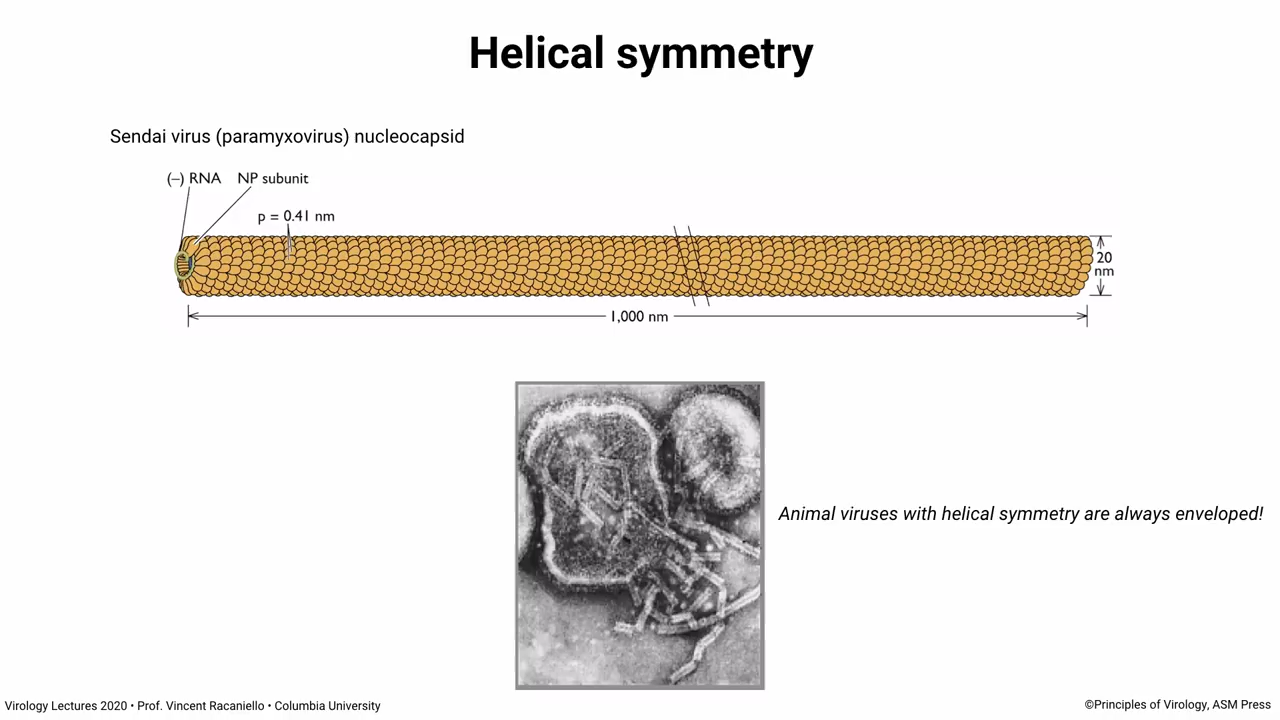 Helical symmetry
Sendai virus (paramyxovirus) nucleocapsid
(–) RNA NP subunit
p = 0.41 nm
20
nm
1,000 nm
Animal viruses with helical symmetry are always enveloped!
Virology Lectures 2020 • Prof. Vincent Racaniello • Columbia University
©Principles of Virology, ASM Press